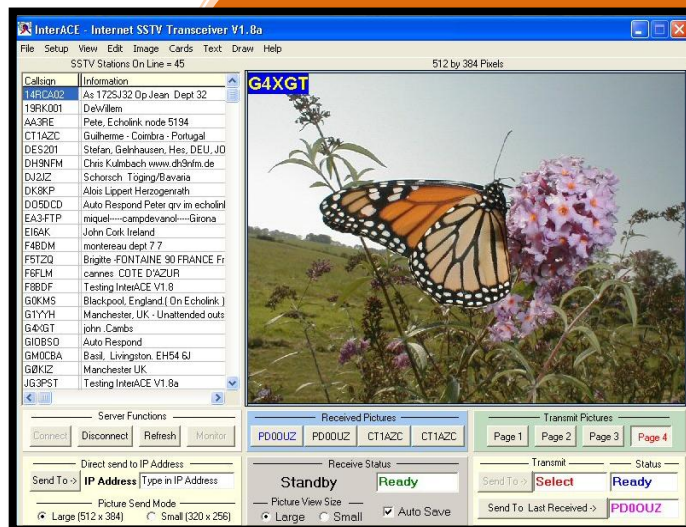 InterACE - Internet SSTV Transceiver V1.8a
File Setup View Edit Image Cards Text Draw Help
SSTV Stations On Line = 45
512 by 384 Pixels
Callsign Information
14RCA02 As 172SJ32 Op Jean Dept 32
19RK001 DeWillem
AA3RE Pete, Echolink node 5194
CT1AZC Guilherme - Coimbra - Portugal
DES201 Stefan, Gelnhausen, Hes, DEU, JO
DH9NFM Chris Kulmbach www.dh9nfm.de
DJ2JZ Schorsch Töging/Bavaria
DK8KP Alois Lippert Herzogenrath
DO5DCD Auto Respond Peter qrv im echolin
EA3-FTP miquel-----campdevanol----Girona
EI6AK John Cork Ireland
F4BDM montereau dept 7 7
F5TZQ Brigitte -FONTAINE 90 FRANCE Fr
F6FLM cannes COTE D'AZUR
F8BDF Testing InterACE V1.8
G0KMS Blackpool, England.( On Echolink )
G1YYH Manchester, UK - Unattended outs
G4XGT john .Cambs
GI0BSO Auto Respond
GM0CBA Basil, Livingston. EH54 6J
GØKIZ Manchester UK
JG3PST Testing InterACE V1.8a
G4XGT
Server Functions
Connect Disconnect Refresh Monitor
Received Pictures
PD0OUZ PD0OUZ CT1AZC CT1AZC
Transmit Pictures
Page 1 Page 2 Page 3 Page 4
Direct send to IP Address
Send To -> IP Address Type in IP Address
Picture Send Mode
Large (512 x 384) Small (320 x 256)
Receive Status
Standby Ready
Picture View Size
Large Small Auto Save
Transmit Status
Send To -> Select Ready
Send To Last Received -> PD0OUZ